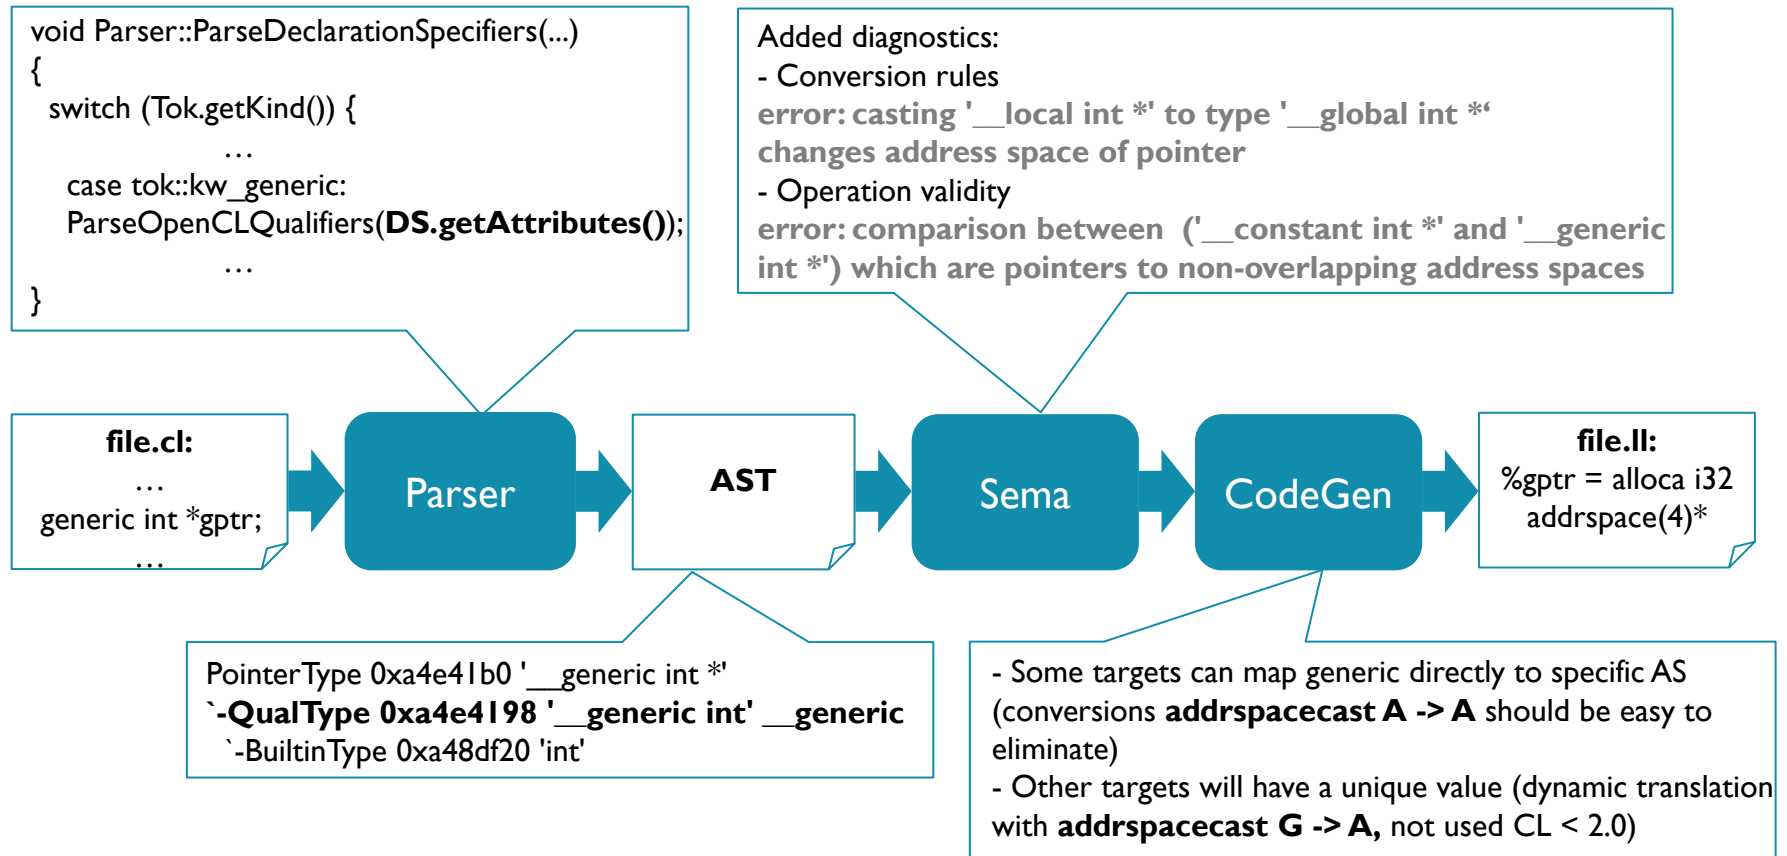 void Parser::ParseDeclarationSpecifiers(...)
{
switch (Tok.getKind()) {
…
case tok::kw_generic:
ParseOpenCLQualifiers(DS.getAttributes());
…
}
Added diagnostics:
- Conversion rules
error: casting '__local int *' to type '__global int *‘
changes address space of pointer
- Operation validity
error: comparison between ('__constant int *' and '__generic
int *') which are pointers to non-overlapping address spaces
file.cl:
…
generic int *gptr;
…
Parser
AST
Sema
CodeGen
file.ll:
%gptr = alloca i32
addrspace(4)*
PointerType 0xa4e41b0 '__generic int *'
`-QualType 0xa4e4198 '__generic int' __generic
`-BuiltinType 0xa48df20 'int'
- Some targets can map generic directly to specific AS
(conversions addrspacecast A -> A should be easy to
eliminate)
- Other targets will have a unique value (dynamic translation
with addrspacecast G -> A, not used CL < 2.0)